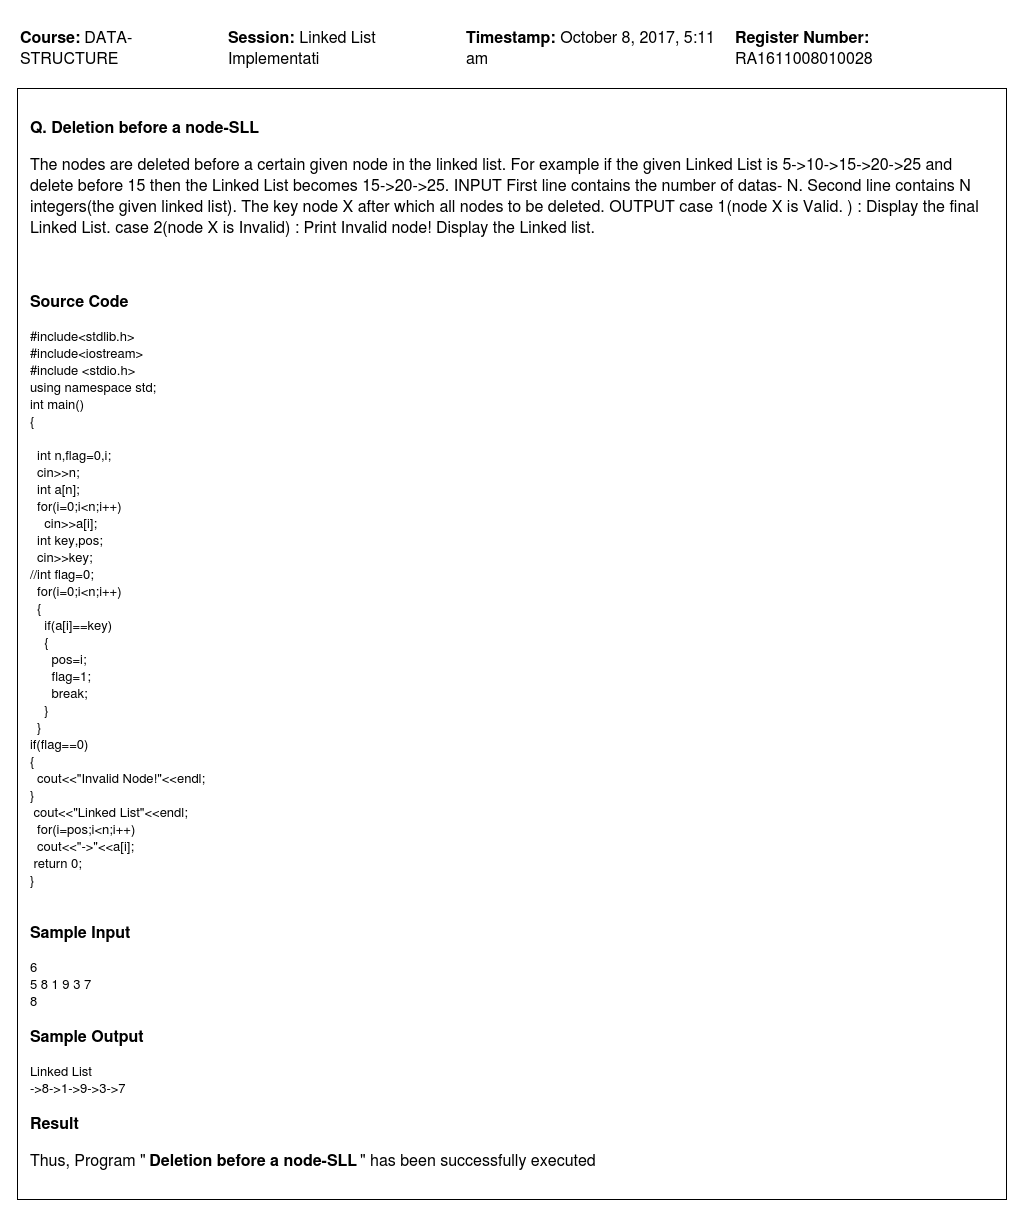 Course: DATA- Session: Linked List Timestamp: October 8, 2017, 5:11 Register Number:
STRUCTURE Implementati am RA1611008010028
Q. Deletion before a node-SLL
The nodes are deleted before a certain given node in the linked list. For example if the given Linked List is 5->10->15->20->25 and
delete before 15 then the Linked List becomes 15->20->25. INPUT First line contains the number of datas- N. Second line contains N
integers(the given linked list). The key node X after which all nodes to be deleted. OUTPUT case 1(node X is Valid. ) : Display the final
Linked List. case 2(node X is Invalid) : Print Invalid node! Display the Linked list.
Source Code
#include<stdlib.h>
#include<iostream>
#include <stdio.h>
using namespace std;
int main()
{
int n,flag=0,i;
cin>>n;
int a[n];
for(i=0;i<n;i++)
cin>>a[i];
int key,pos;
cin>>key;
//int flag=0;
for(i=0;i<n;i++)
{
if(a[i]==key)
{
pos=i;
flag=1;
break;
}
}
if(flag==0)
{
cout<<"Invalid Node!"<<endl;
}
cout<<"Linked List"<<endl;
for(i=pos;i<n;i++)
cout<<"->"<<a[i];
return 0;
}
Sample Input
6
5 8 1 9 3 7
8
Sample Output
Linked List
->8->1->9->3->7
Result
Thus, Program " Deletion before a node-SLL " has been successfully executed